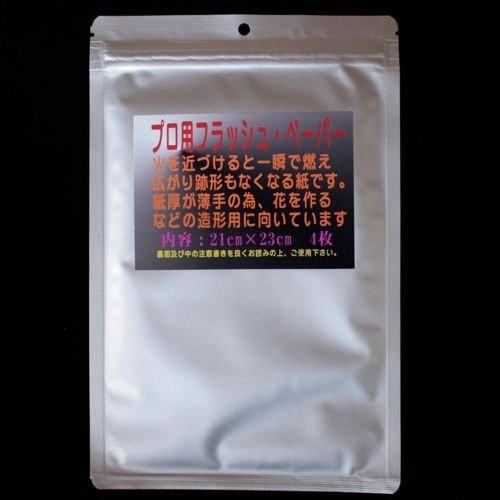 プロ用フラッシュ・ペーパー
火を近づけると一瞬で燃え
広がり跡形もなくなる紙です。
紙厚が薄手の為、花を作る
などの造形用に向いています
内容：21cm×23cm 4枚
裏面及び中の注意書きを良くお読みの上、ご使用下さい。